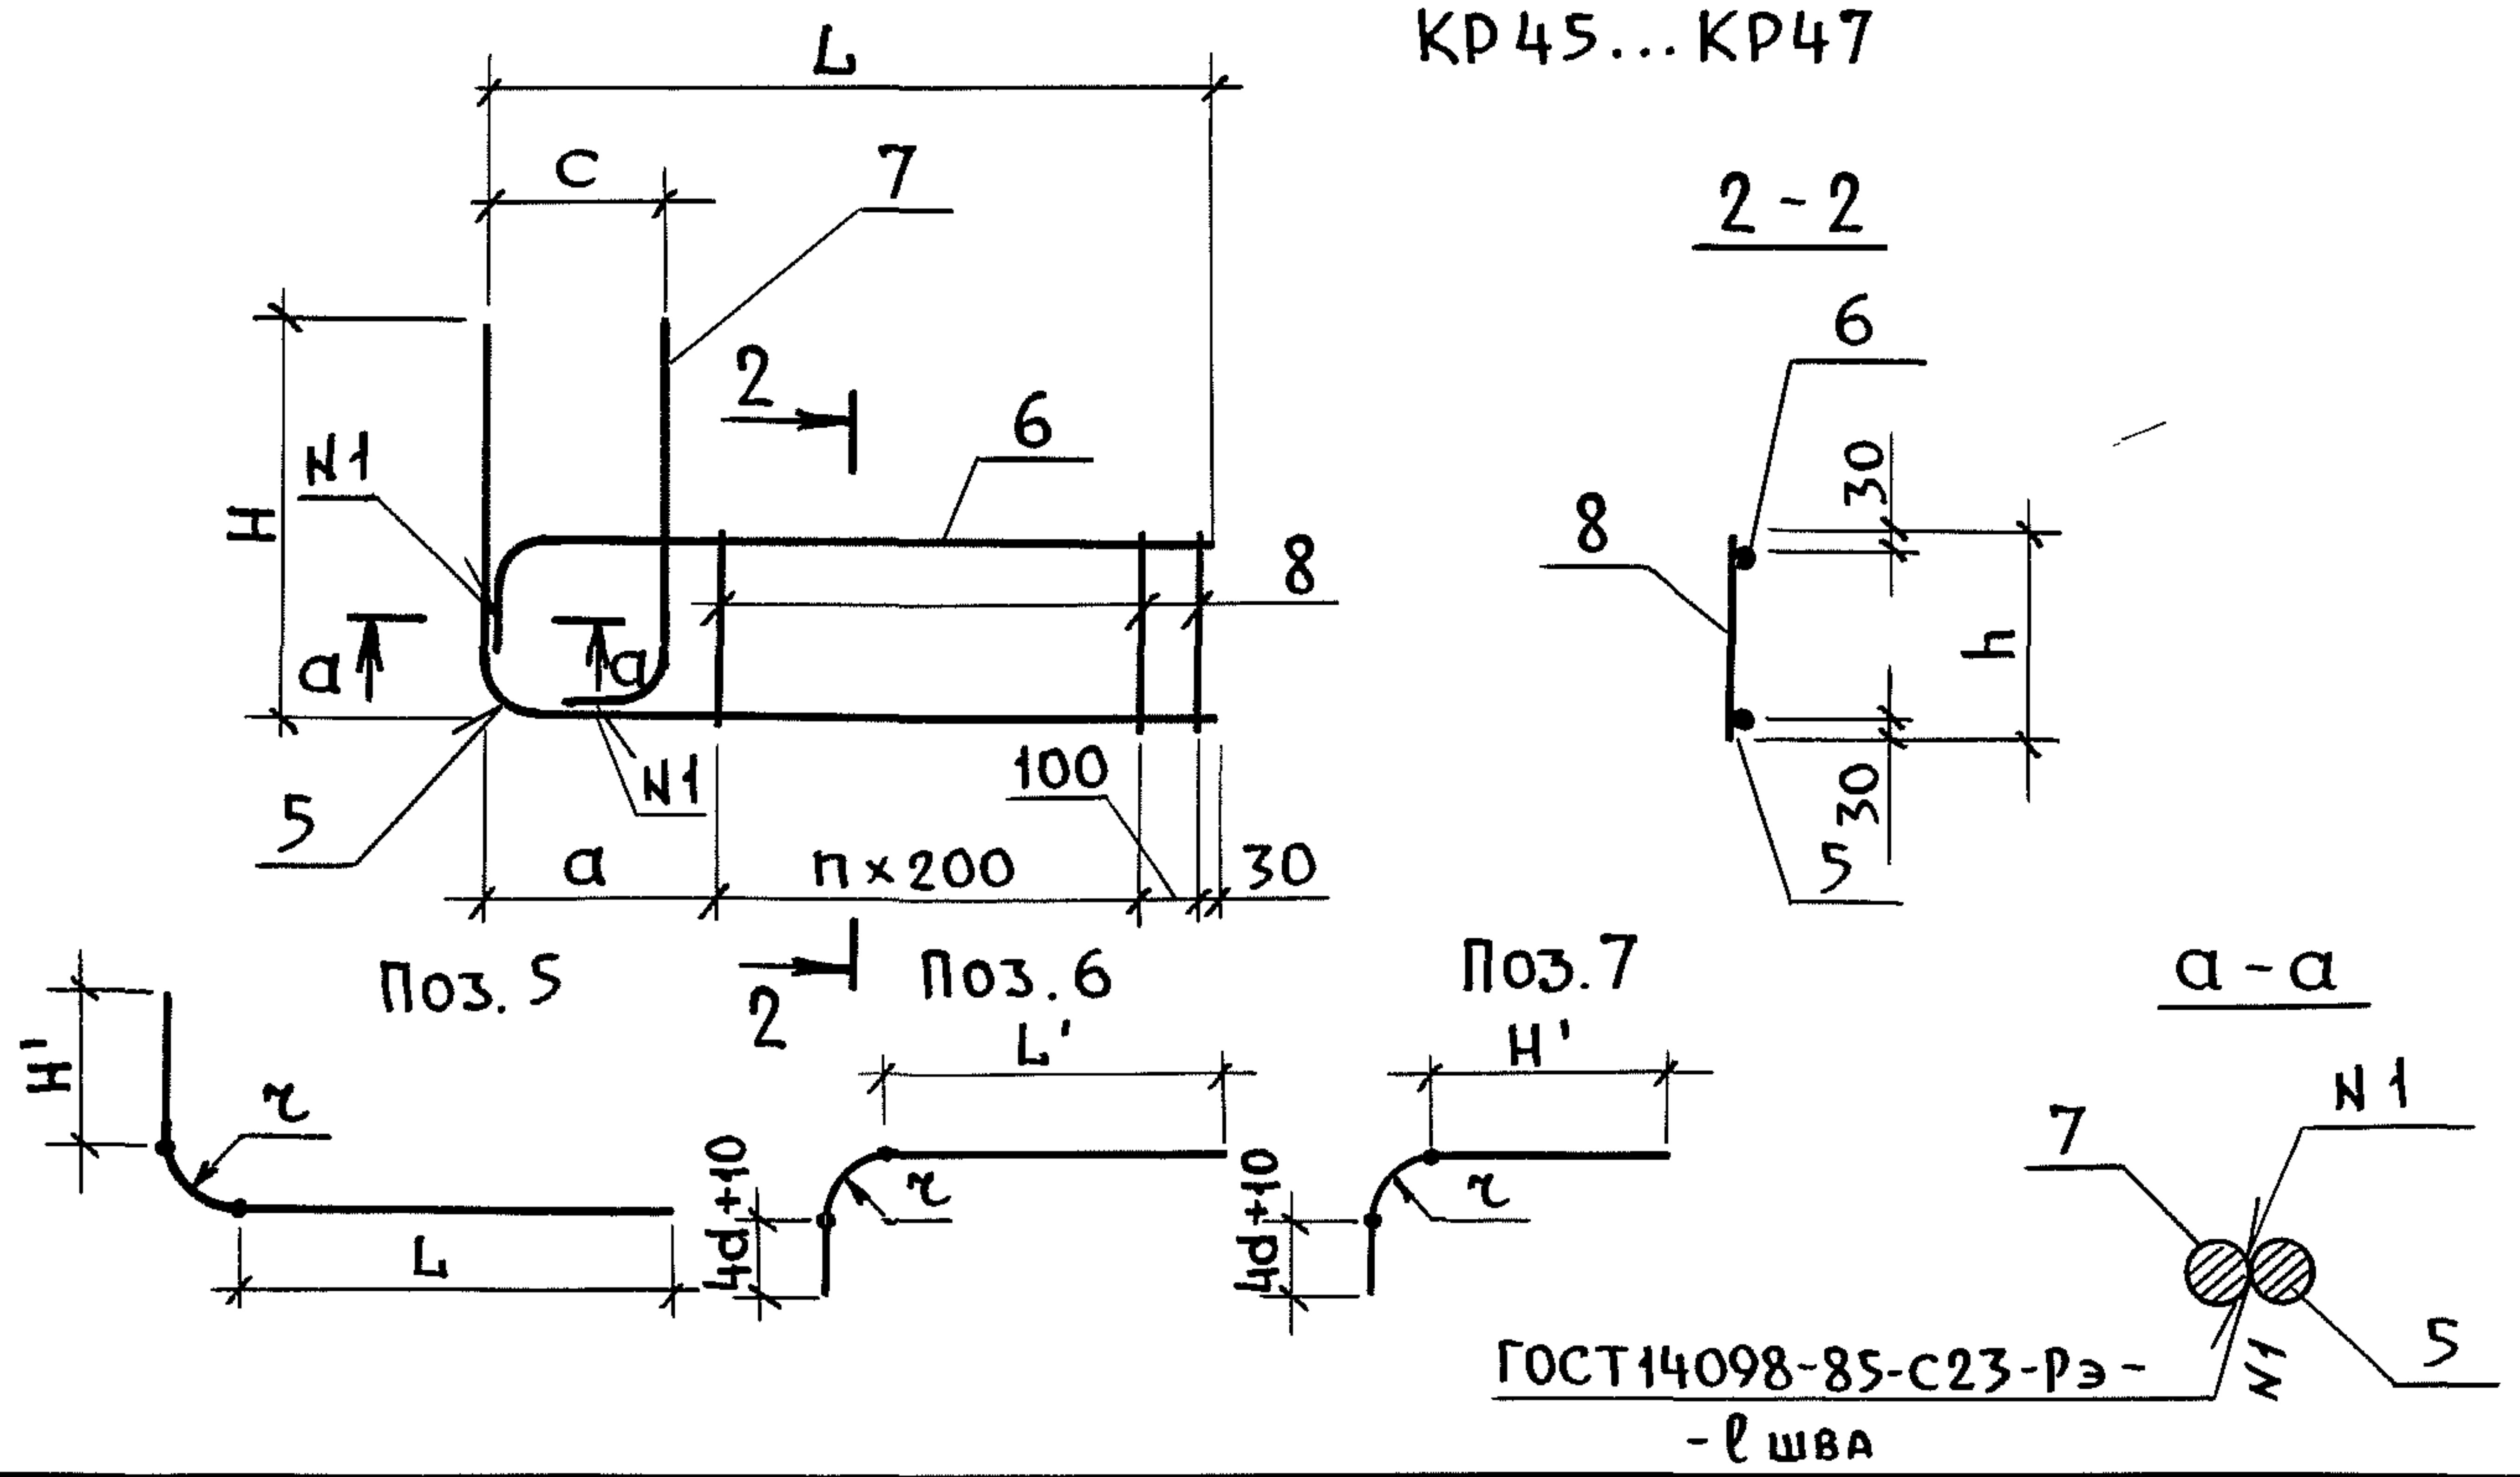 КР45...КР47
L
C
7
2-2
6
H
N1
2
6
8
30
8
h
a
a
N1
5
100
30
5
a
n×200
30
Поз. 5
2
Поз. 6
Поз. 7
a-a
H'
r
L
L'
4d+10
r
H'
4d+10
r
7
N1
5
N1
ГОСТ14098-85-С23-Рэ-
-ℓ шва